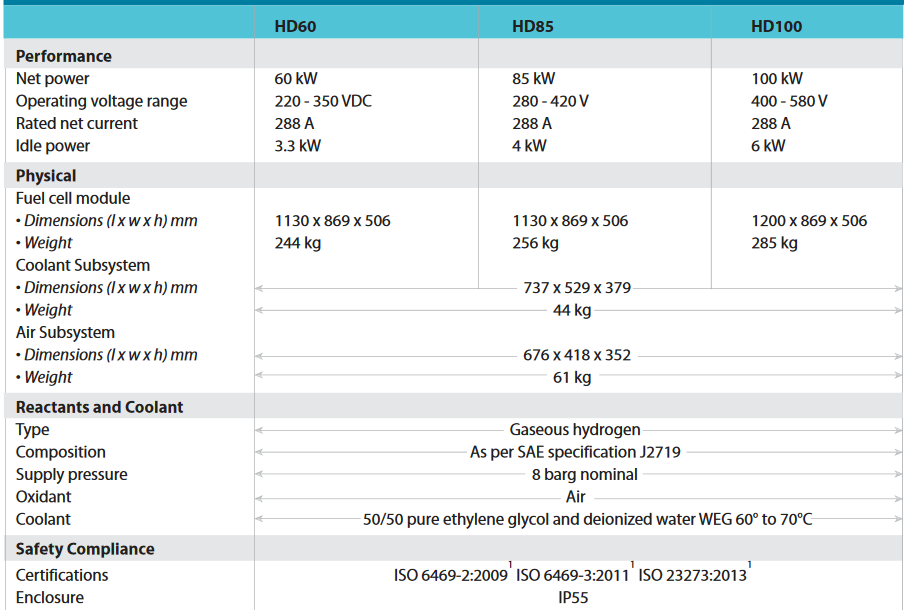 HD60 HD85 HD100
Performance
Net power 60 kW 85 kW 100 kW
Operating voltage range 220 - 350 VDC 280 - 420 V 400 - 580 V
Rated net current 288 A 288 A 288 A
Idle power 3.3 kW 4 kW 6 kW
Physical
Fuel cell module
• Dimensions (l x w x h) mm 1130 x 869 x 506 1130 x 869 x 506 1200 x 869 x 506
• Weight 244 kg 256 kg 285 kg
Coolant Subsystem
• Dimensions (l x w x h) mm 737 x 529 x 379
• Weight 44 kg
Air Subsystem
• Dimensions (l x w x h) mm 676 x 418 x 352
• Weight 61 kg
Reactants and Coolant
Type Gaseous hydrogen
Composition As per SAE specification J2719
Supply pressure 8 barg nominal
Oxidant Air
Coolant 50/50 pure ethylene glycol and deionized water WEG 60° to 70°C
Safety Compliance
Certifications ISO 6469-2:2009¹ ISO 6469-3:2011¹ ISO 23273:2013¹
Enclosure IP55